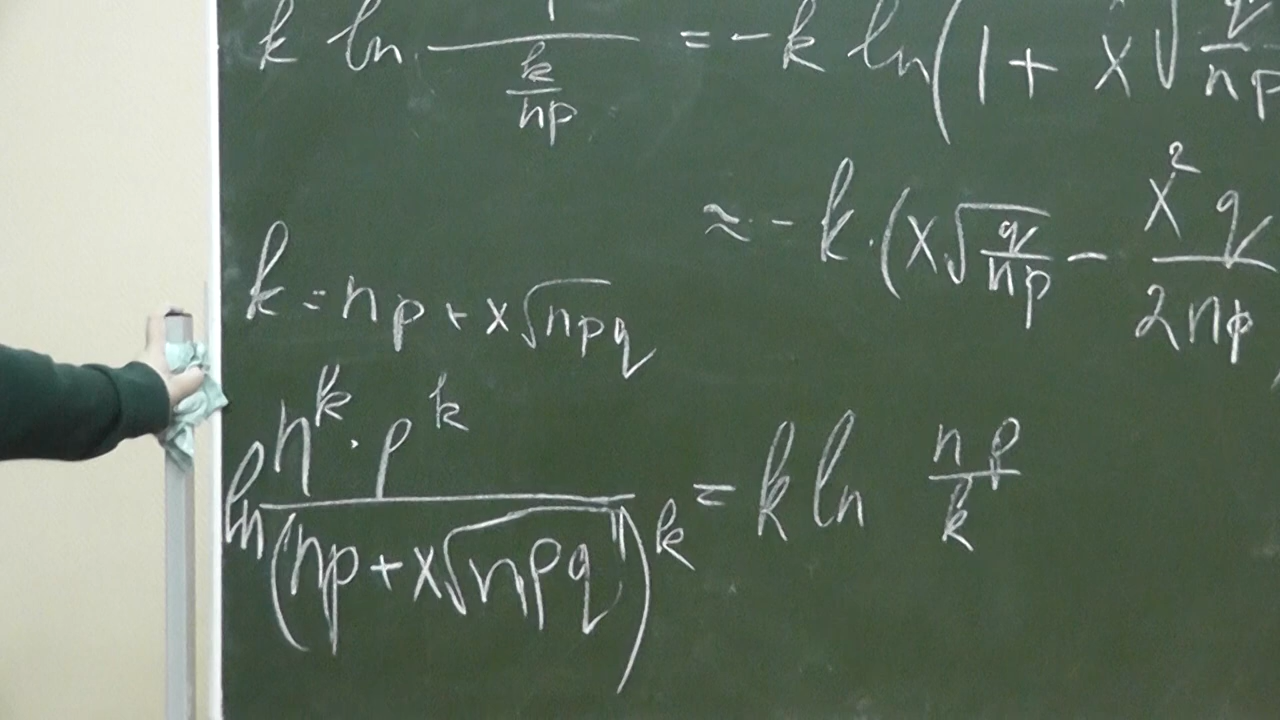 k ln 1/(k/np) = -k ln(1 + x√(q/np)
≈ -k·(x√(q/np) - x²q/2np
k = np + x√npq
ln n^k · p^k/(np + x√npq)^k = k ln np/k